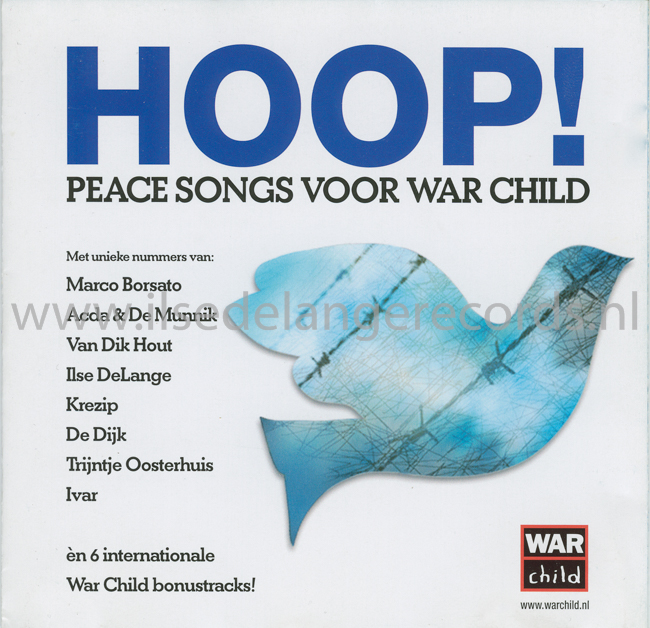 HOOP!
PEACE SONGS VOOR WAR CHILD
Met unieke nummers van:
Marco Borsato
Acda & De Munnik
www.ilsedelangerecords.nl
Van Dik Hout
Ilse DeLange
Krezip
De Dijk
Trijntje Oosterhuis
Ivar
èn 6 internationale
War Child bonustracks!
WAR
child
www.warchild.nl